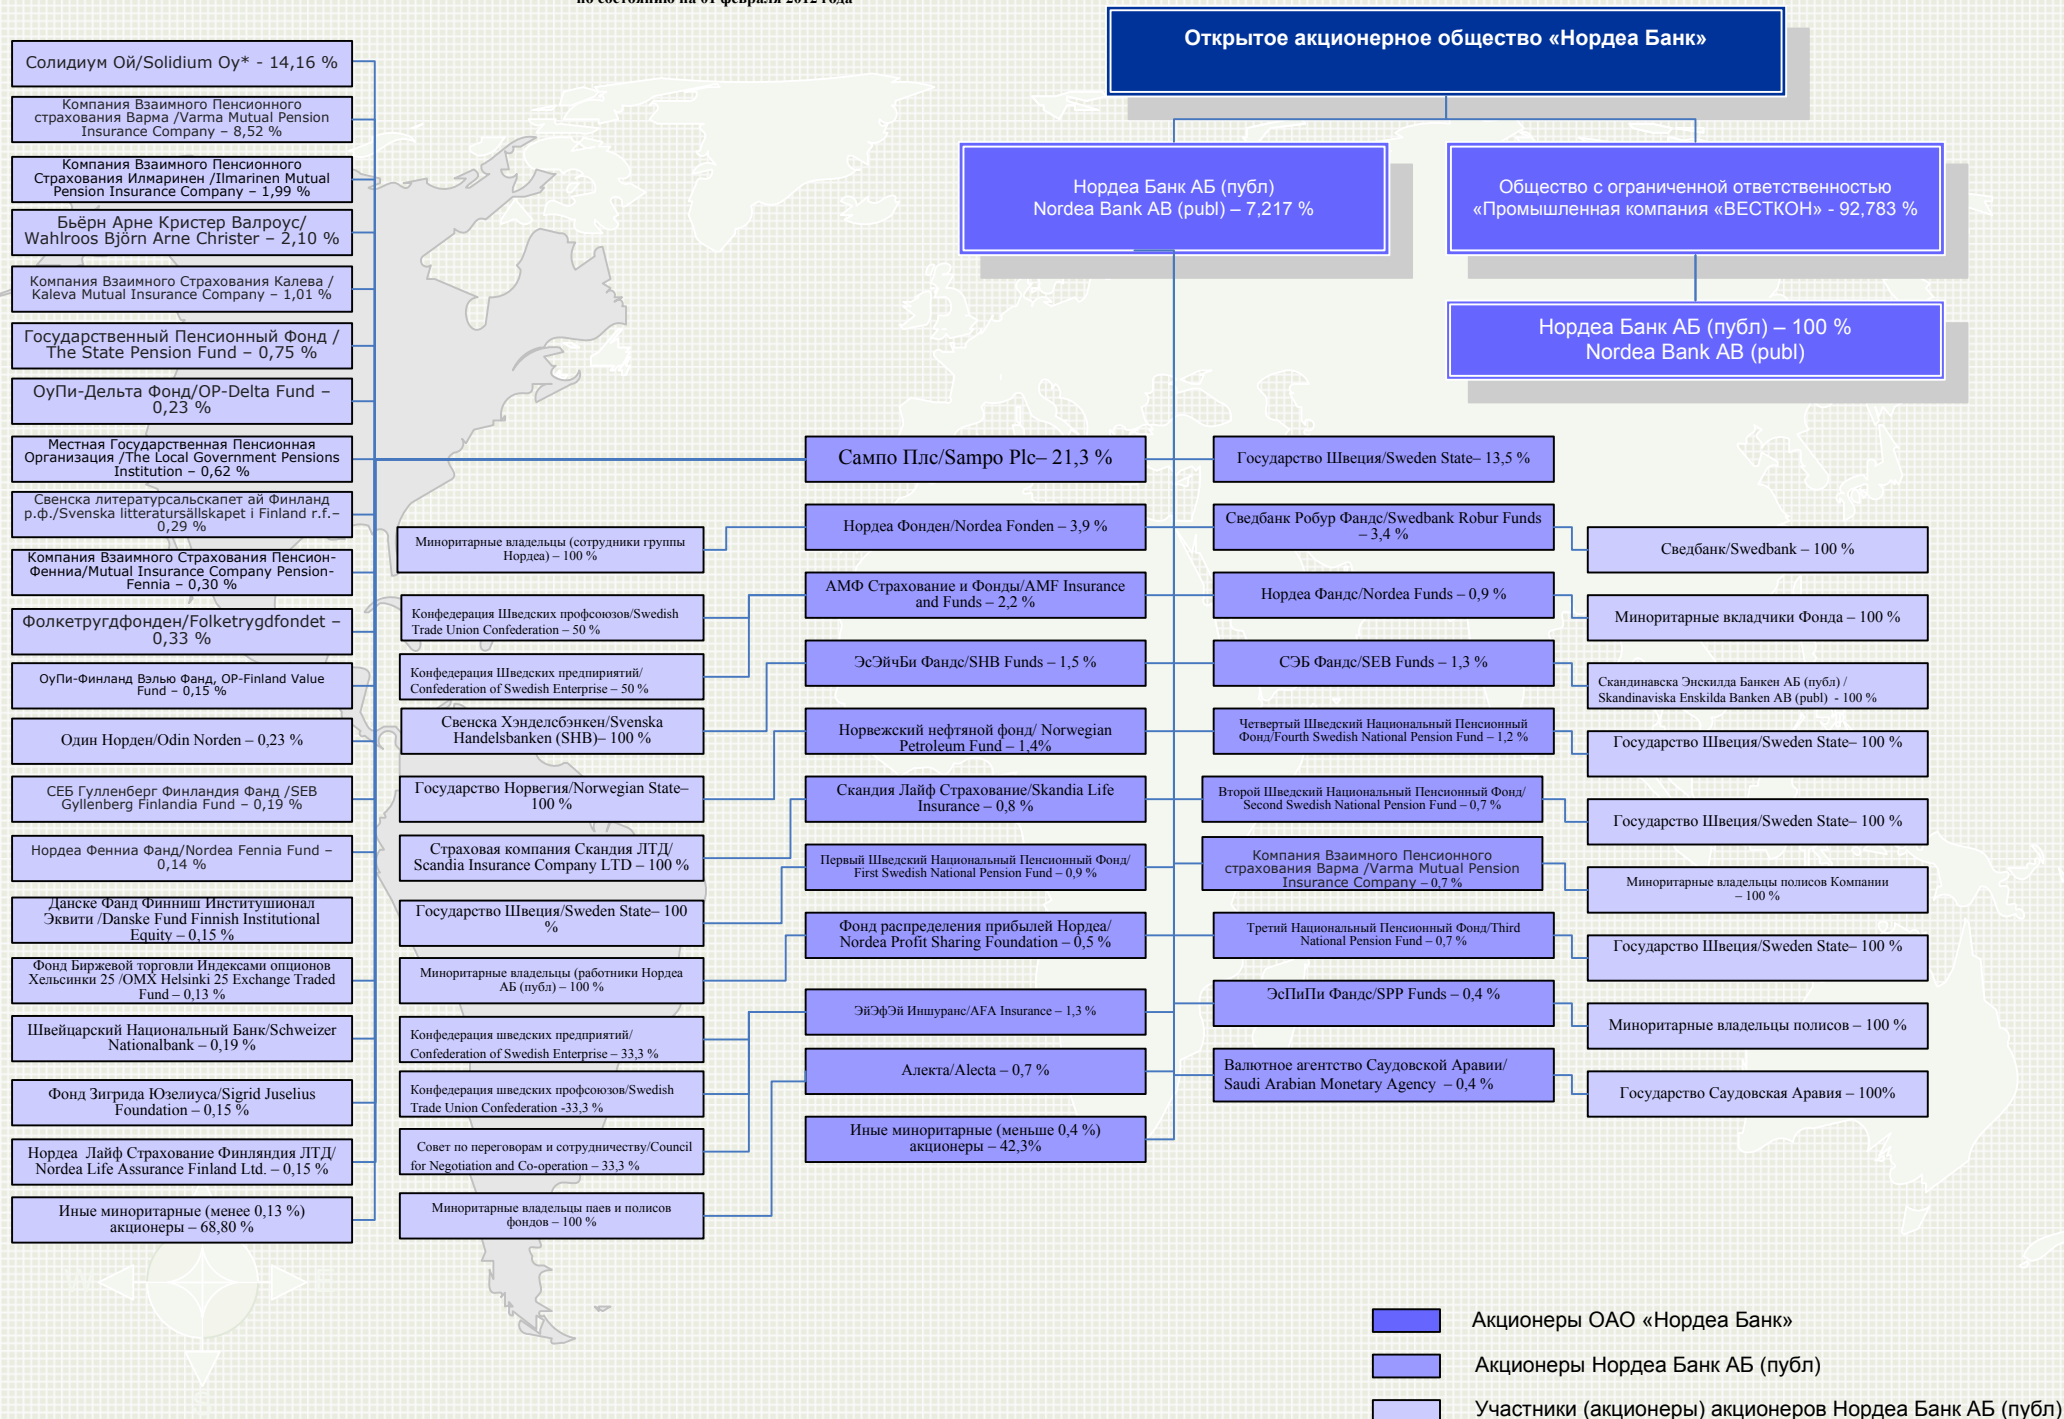 по состоянию на 01 февраля 2012 года
Открытое акционерное общество «Нордеа Банк»
Нордеа Банк АБ (публ)
Nordea Bank AB (publ) – 7,217 %
Общество с ограниченной ответственностью
«Промышленная компания «ВЕСТКОН» - 92,783 %
Нордеа Банк АБ (публ) – 100 %
Nordea Bank AB (publ)
Солидиум Ой/Solidium Oy* - 14,16 %
Компания Взаимного Пенсионного
страхования Варма /Varma Mutual Pension
Insurance Company – 8,52 %
Компания Взаимного Пенсионного
Страхования Илмаринен /Ilmarinen Mutual
Pension Insurance Company – 1,99 %
Бьёрн Арне Кристер Валроус/
Wahlroos Björn Arne Christer – 2,10 %
Компания Взаимного Страхования Калева /
Kaleva Mutual Insurance Company – 1,01 %
Государственный Пенсионный Фонд /
The State Pension Fund – 0,75 %
ОуПи-Дельта Фонд/OP-Delta Fund –
0,23 %
Местная Государственная Пенсионная
Организация /The Local Government Pensions
Institution – 0,62 %
Свенска литературсальскапет ай Финланд
р.ф./Svenska litteratursällskapet i Finland r.f.–
0,29 %
Компания Взаимного Страхования Пенсион-
Фенниа/Mutual Insurance Company Pension-
Fennia – 0,30 %
Фолкетругдфонден/Folketrygdfondet –
0,33 %
ОуПи-Финланд Вэлью Фанд, OP-Finland Value
Fund – 0,15 %
Один Норден/Odin Norden – 0,23 %
СЕБ Гулленберг Финландия Фанд /SEB
Gyllenberg Finlandia Fund – 0,19 %
Нордеа Фенниа Фанд/Nordea Fennia Fund –
0,14 %
Данске Фанд Финниш Институшионал
Эквити /Danske Fund Finnish Institutional
Equity – 0,15 %
Фонд Биржевой торговли Индексами опционов
Хельсинки 25 /OMX Helsinki 25 Exchange Traded
Fund – 0,13 %
Швейцарский Национальный Банк/Schweizer
Nationalbank – 0,19 %
Фонд Зигрида Юзелиуса/Sigrid Juselius
Foundation – 0,15 %
Нордеа Лайф Страхование Финляндия ЛТД/
Nordea Life Assurance Finland Ltd. – 0,15 %
Иные миноритарные (менее 0,13 %)
акционеры – 68,80 %
Миноритарные владельцы (сотрудники группы
Нордеа) – 100 %
Конфедерация Шведских профсоюзов/Swedish
Trade Union Confederation – 50 %
Конфедерация Шведских предпириятий/
Confederation of Swedish Enterprise – 50 %
Свенска Хэнделсбэнкен/Svenska
Handelsbanken (SHB)– 100 %
Государство Норвегия/Norwegian State–
100 %
Страховая компания Скандия ЛТД/
Scandia Insurance Company LTD – 100 %
Государство Швеция/Sweden State– 100
%
Миноритарные владельцы (работники Нордеа
АБ (публ) – 100 %
Конфедерация шведских предприятий/
Confederation of Swedish Enterprise – 33,3 %
Конфедерация шведских профсоюзов/Swedish
Trade Union Confederation -33,3 %
Совет по переговорам и сотрудничеству/Council
for Negotiation and Co-operation – 33,3 %
Миноритарные владельцы паев и полисов
фондов – 100 %
Сампо Плс/Sampo Plc– 21,3 %
Нордеа Фонден/Nordea Fonden – 3,9 %
АМФ Страхование и Фонды/AMF Insurance
and Funds – 2,2 %
ЭсЭйчБи Фандс/SHB Funds – 1,5 %
Норвежский нефтяной фонд/ Norwegian
Petroleum Fund – 1,4%
Скандия Лайф Страхование/Skandia Life
Insurance – 0,8 %
Первый Шведский Национальный Пенсионный Фонд/
First Swedish National Pension Fund – 0,9 %
Фонд распределения прибылей Нордеа/
Nordea Profit Sharing Foundation – 0,5 %
ЭйЭфЭй Иншуранс/AFA Insurance – 1,3 %
Алекта/Alecta – 0,7 %
Иные миноритарные (меньше 0,4 %)
акционеры – 42,3%
Государство Швеция/Sweden State– 13,5 %
Сведбанк Робур Фандс/Swedbank Robur Funds
– 3,4 %
Нордеа Фандс/Nordea Funds – 0,9 %
СЭБ Фандс/SEB Funds – 1,3 %
Четвертый Шведский Национальный Пенсионный
Фонд/Fourth Swedish National Pension Fund – 1,2 %
Второй Шведский Национальный Пенсионный Фонд/
Second Swedish National Pension Fund – 0,7 %
Компания Взаимного Пенсионного
страхования Варма /Varma Mutual Pension
Insurance Company – 0,7 %
Третий Национальный Пенсионный Фонд/Third
National Pension Fund – 0,7 %
ЭсПиПи Фандс/SPP Funds – 0,4 %
Валютное агентство Саудовской Аравии/
Saudi Arabian Monetary Agency – 0,4 %
Сведбанк/Swedbank – 100 %
Миноритарные вкладчики Фонда – 100 %
Скандинавска Энскилда Банкен АБ (публ) /
Skandinaviska Enskilda Banken AB (publ) - 100 %
Государство Швеция/Sweden State– 100 %
Государство Швеция/Sweden State– 100 %
Миноритарные владельцы полисов Компании
– 100 %
Государство Швеция/Sweden State– 100 %
Миноритарные владельцы полисов – 100 %
Государство Саудовская Аравия – 100%
Акционеры ОАО «Нордеа Банк»
Акционеры Нордеа Банк АБ (публ)
Участники (акционеры) акционеров Нордеа Банк АБ (публ)